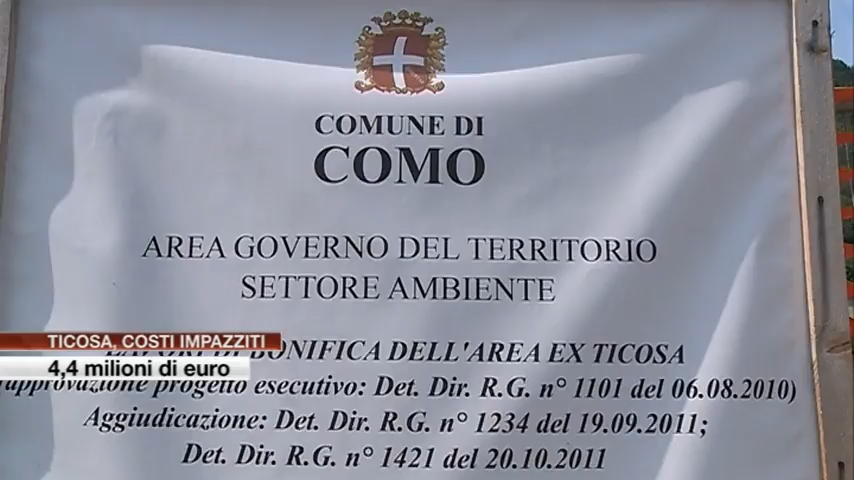 COMUNE DI
COMO
AREA GOVERNO DEL TERRITORIO
SETTORE AMBIENTE
TICOSA, COSTI IMPAZZITI
4,4 milioni di euro
BONIFICA DELL'AREA EX TICOSA
approvazione progetto esecutivo: Det. Dir. R.G. n° 1101 del 06.08.2010)
Aggiudicazione: Det. Dir. R.G. n° 1234 del 19.09.2011;
Det. Dir. R.G. n° 1421 del 20.10.2011